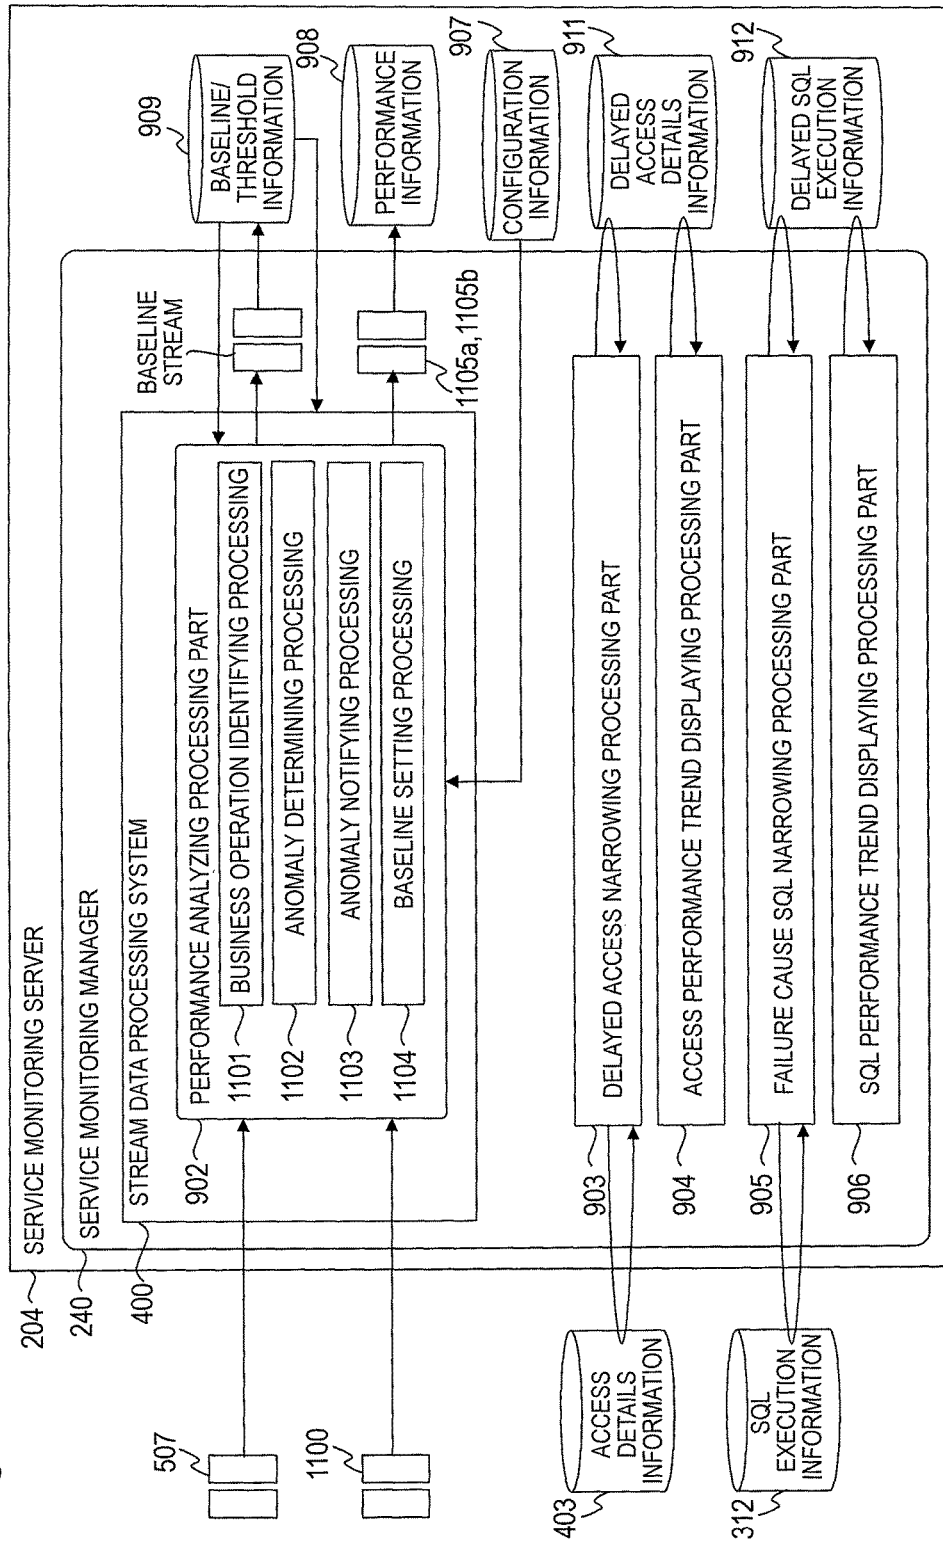 204
SERVICE MONITORING SERVER
240
SERVICE MONITORING MANAGER
400
STREAM DATA PROCESSING SYSTEM
902
PERFORMANCE ANALYZING PROCESSING PART
1101
BUSINESS OPERATION IDENTIFYING PROCESSING
1102
ANOMALY DETERMINING PROCESSING
1103
ANOMALY NOTIFYING PROCESSING
1104
BASELINE SETTING PROCESSING
507
1100
BASELINE
STREAM
1105a,1105b
909
BASELINE/
THRESHOLD
INFORMATION
908
PERFORMANCE
INFORMATION
907
CONFIGURATION
INFORMATION
911
DELAYED
ACCESS
DETAILS
INFORMATION
912
DELAYED SQL
EXECUTION
INFORMATION
903
DELAYED ACCESS NARROWING PROCESSING PART
904
ACCESS PERFORMANCE TREND DISPLAYING PROCESSING PART
905
FAILURE CAUSE SQL NARROWING PROCESSING PART
906
SQL PERFORMANCE TREND DISPLAYING PROCESSING PART
403
ACCESS
DETAILS
INFORMATION
312
SQL
EXECUTION
INFORMATION